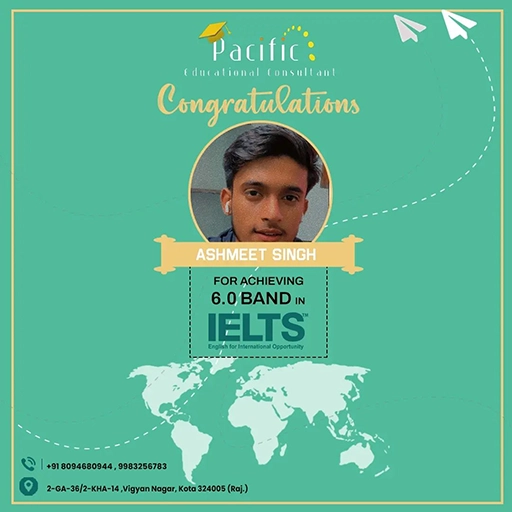 Pacific
Educational Consultant
Congratulations
ASHMEET SINGH
FOR ACHIEVING
6.0 BAND IN
IELTS™
English for International Opportunity
+91 8094680944 , 9983256783
2-GA-36/2-KHA-14 ,Vigyan Nagar, Kota 324005 (Raj.)